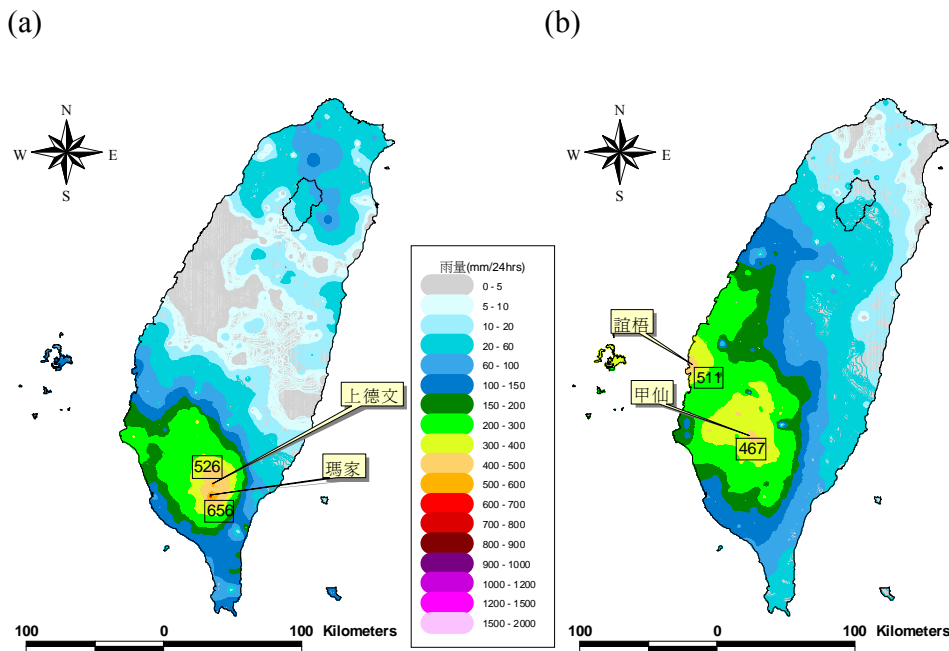 (a)
(b)
N
W E
S
N
W E
S
雨量(mm/24hrs)
0 - 5
5 - 10
10 - 20
20 - 60
60 - 100
100 - 150
150 - 200
200 - 300
300 - 400
400 - 500
500 - 600
600 - 700
700 - 800
800 - 900
900 - 1000
1000 - 1200
1200 - 1500
1500 - 2000
上德文
526
瑪家
656
誼梧
511
甲仙
467
100 0 100 Kilometers
100 0 100 Kilometers